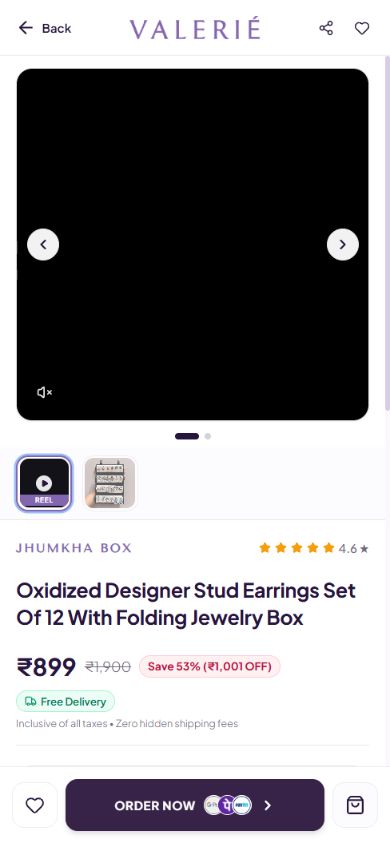 Back
VALERIÉ
REEL
JHUMKHA BOX
4.6★
Oxidized Designer Stud Earrings Set
Of 12 With Folding Jewelry Box
₹899 ₹1,900 Save 53% (₹1,001 OFF)
Free Delivery
Inclusive of all taxes • Zero hidden shipping fees
ORDER NOW